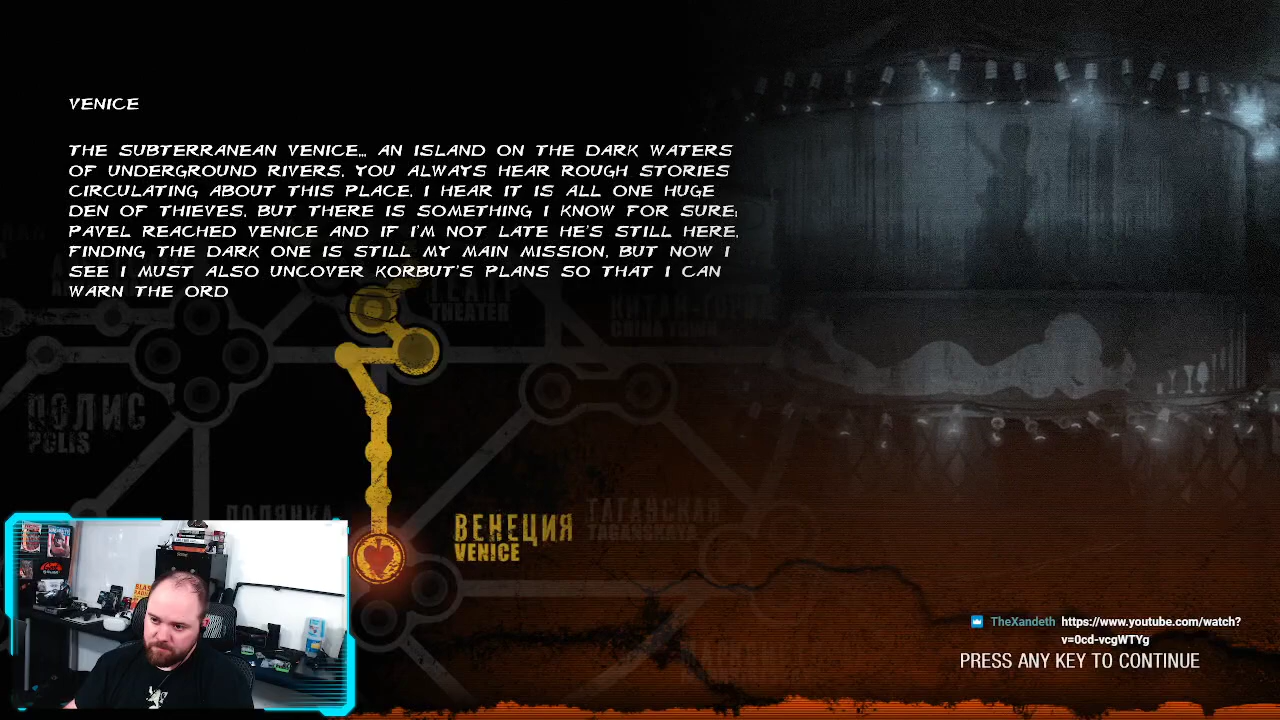 VENICE
THE SUBTERRANEAN VENICE... AN ISLAND ON THE DARK WATERS
OF UNDERGROUND RIVERS. YOU ALWAYS HEAR ROUGH STORIES
CIRCULATING ABOUT THIS PLACE. I HEAR IT IS ALL ONE HUGE
DEN OF THIEVES. BUT THERE IS SOMETHING I KNOW FOR SURE:
PAVEL REACHED VENICE AND IF I'M NOT LATE HE'S STILL HERE.
FINDING THE DARK ONE IS STILL MY MAIN MISSION, BUT NOW I
SEE I MUST ALSO UNCOVER KORBUT'S PLANS SO THAT I CAN
WARN THE ORD
ТЕАТР
THEATER
КИТАЙ-ГОРОД
CHINA TOWN
ПОЛИС
POLIS
ПОЛЯНКА
ВЕНЕЦИЯ
VENICE
ТАГАНСКАЯ
TAGANSKAYA
TheXandeth https://www.youtube.com/watch?
v=0cd-vcgWTYg
PRESS ANY KEY TO CONTINUE